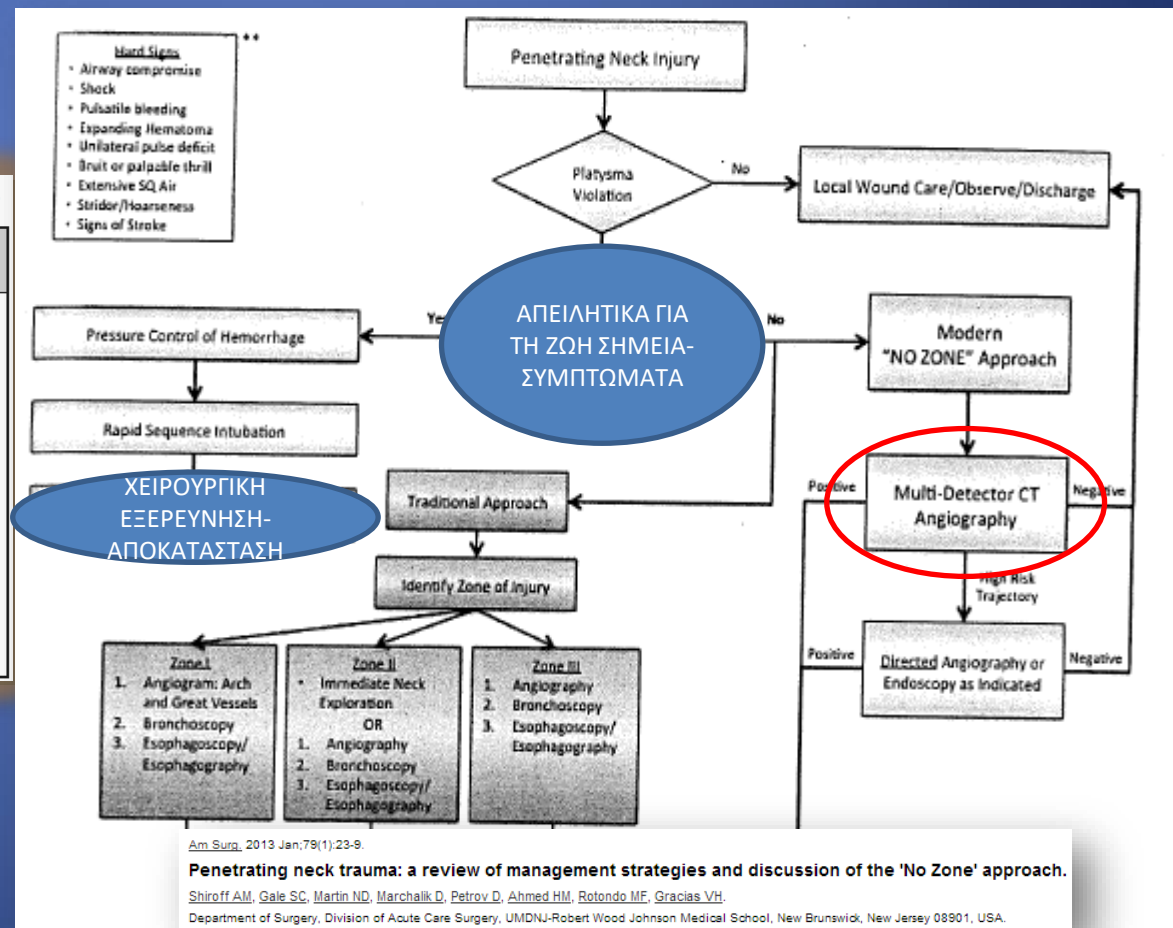 Hard Signs
**
• Airway compromise
• Shock
• Pulsatile bleeding
• Expanding Hematoma
• Unilateral pulse deficit
• Bruit or palpable thrill
• Extensive SQ Air
• Stridor/Hoarseness
• Signs of Stroke
Penetrating Neck Injury
Platysma
Violation
No
Local Wound Care/Observe/Discharge
ΑΠΕΙΛΗΤΙΚΑ ΓΙΑ
ΤΗ ΖΩΗ ΣΗΜΕΙΑ-
ΣΥΜΠΤΩΜΑΤΑ
No
Pressure Control of Hemorrhage
Modern
"NO ZONE" Approach
Rapid Sequence Intubation
ΧΕΙΡΟΥΡΓΙΚΗ
ΕΞΕΡΕΥΝΗΣΗ-
ΑΠΟΚΑΤΑΣΤΑΣΗ
Traditional Approach
Positive
Multi-Detector CT
Angiography
Negative
High Risk
Trajectory
Identify Zone of Injury
Positive
Directed Angiography or
Endoscopy as Indicated
Negative
Zone I
1. Angiogram: Arch
and Great Vessels
2. Bronchoscopy
3. Esophagoscopy/
Esophagography
Zone II
• Immediate Neck
Exploration
OR
1. Angiography
2. Bronchoscopy
3. Esophagoscopy/
Esophagography
Zone III
1. Angiography
2. Bronchoscopy
3. Esophagoscopy/
Esophagography
Am Surg. 2013 Jan;79(1):23-9.
Penetrating neck trauma: a review of management strategies and discussion of the 'No Zone' approach.
Shiroff AM, Gale SC, Martin ND, Marchalik D, Petrov D, Ahmed HM, Rotondo MF, Gracias VH.
Department of Surgery, Division of Acute Care Surgery, UMDNJ-Robert Wood Johnson Medical School, New Brunswick, New Jersey 08901, USA.